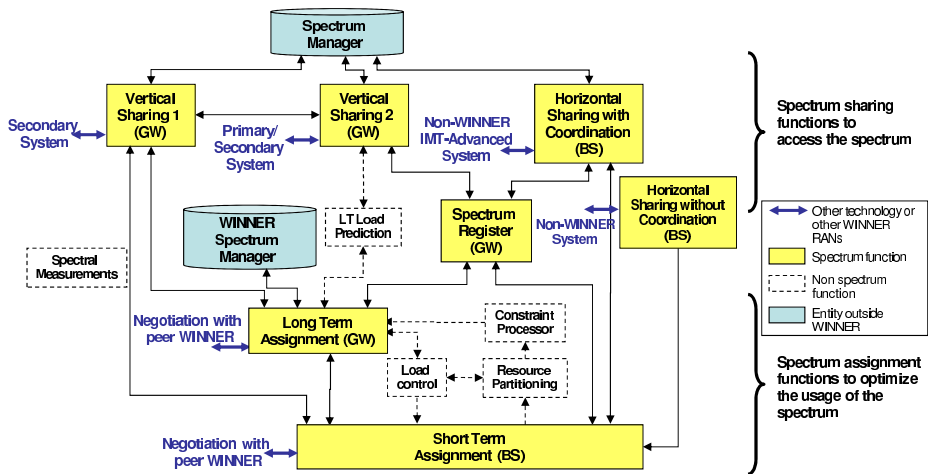 Spectrum
Manager
Vertical
Sharing 1
(GW)
Vertical
Sharing 2
(GW)
Horizontal
Sharing with
Coordination
(BS)
Secondary
System
Primary/
Secondary
System
Non-WINNER
IMT-Advanced
System
Spectrum sharing
functions to
access the spectrum
Horizontal
Sharing without
Coordination
(BS)
Non-WINNER
System
LT Load
Prediction
Spectrum
Register
(GW)
WINNER
Spectrum
Manager
Spectral
Measurements
Other technology or
other WINNER
RANs
Spectrum function
Non spectrum
function
Entity outside
WINNER
Negotiation with
peer WINNER
Long Term
Assignment (GW)
Constraint
Processor
Load
control
Resource
Partitioning
Spectrum assignment
functions to optimize
the usage of the
spectrum
Negotiation with
peer WINNER
Short Term
Assignment (BS)